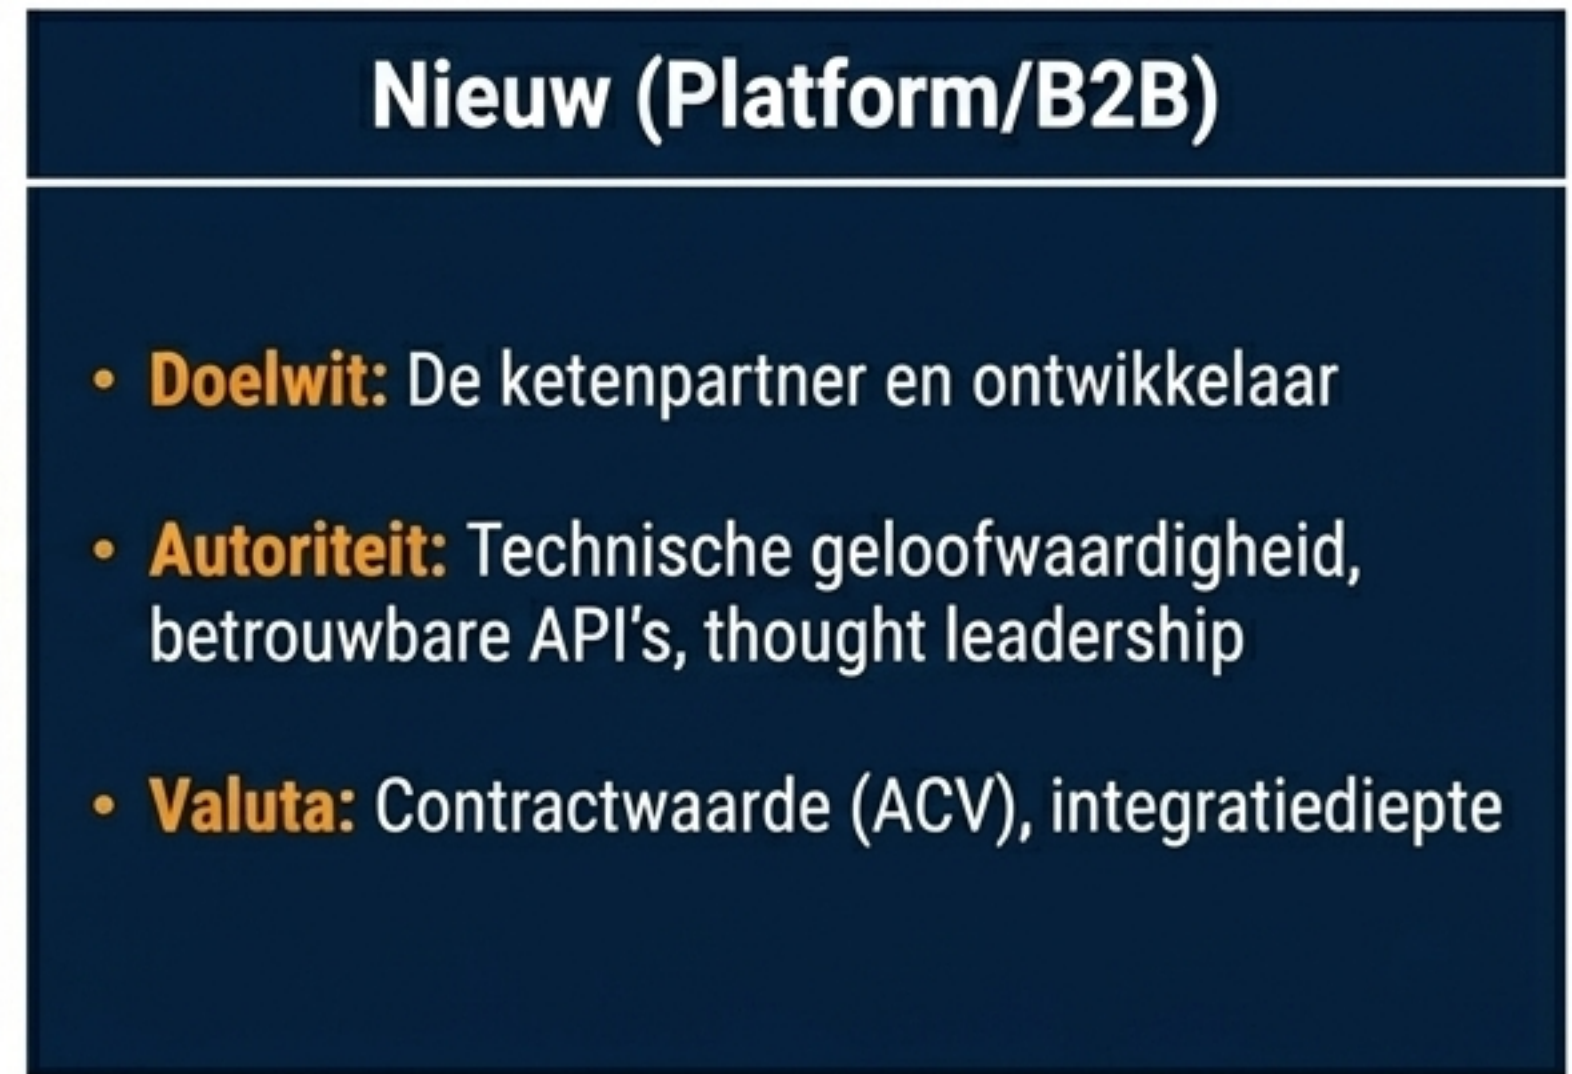 Nieuw (Platform/B2B)
• Doelwit: De ketenpartner en ontwikkelaar
• Autoriteit: Technische geloofwaardigheid,
betrouwbare API's, thought leadership
• Valuta: Contractwaarde (ACV), integratiediepte